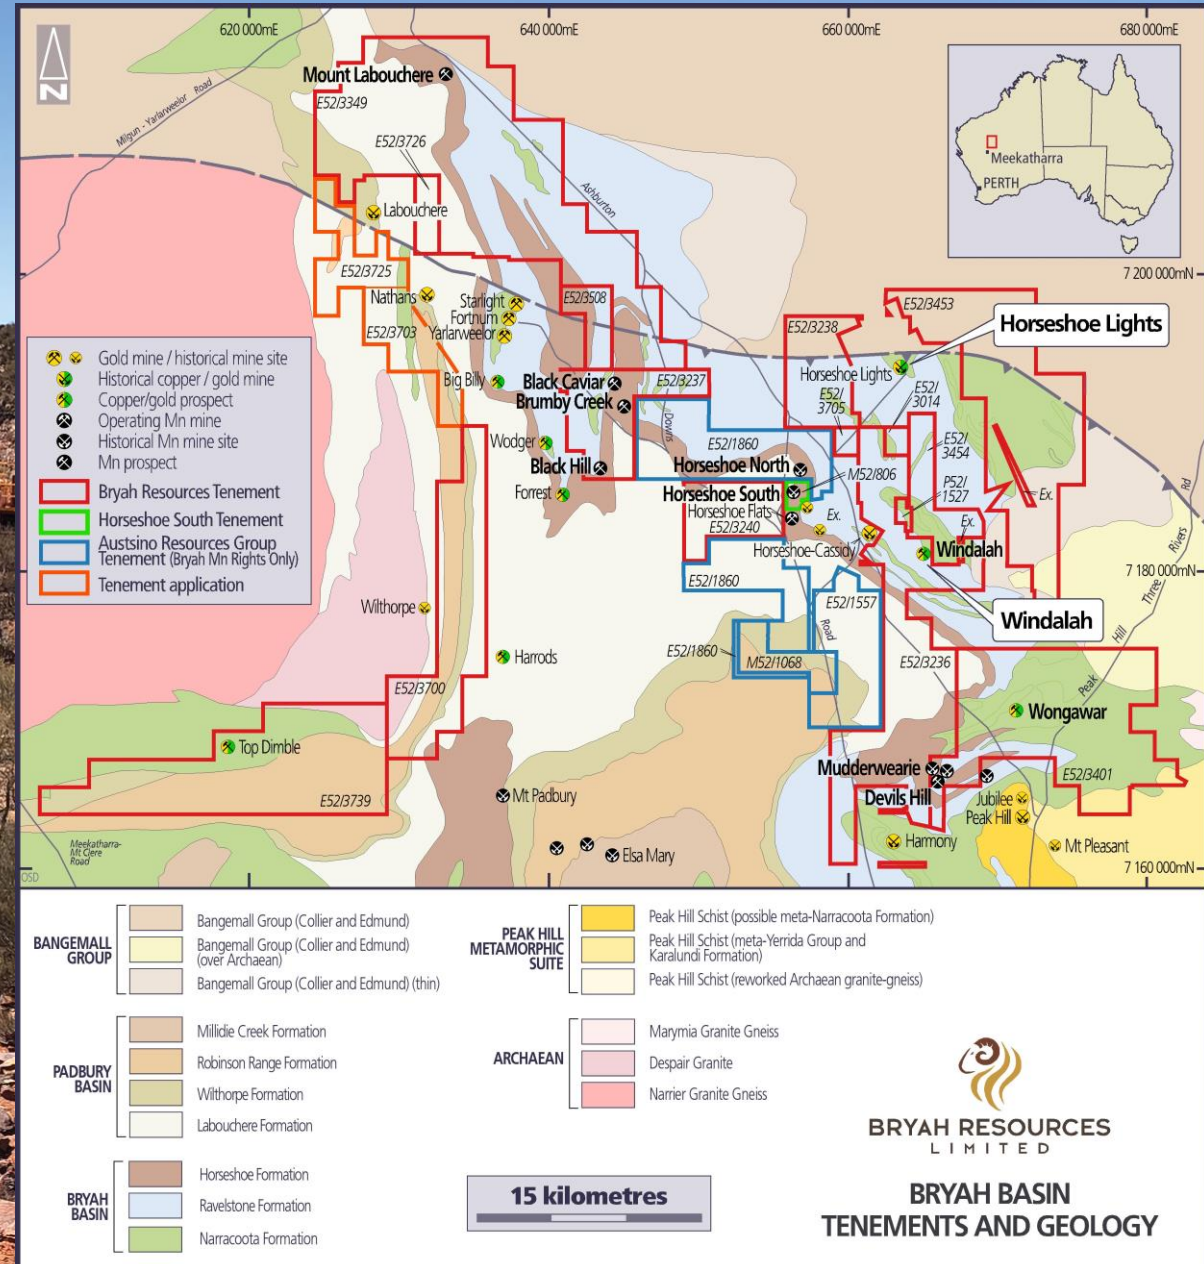 620 000mE
640 000mE
660 000mE
680 000mE
N
Milgun - Yarlarweelor Road
Mount Labouchere
E52/3349
E52/3726
Labouchere
Ashburton
Meekatharra
PERTH
7 200 000mN
E52/3725
Nathans
Starlight
Fortnum
Yarlarweelor
E52/3508
E52/3703
E52/3238
E52/3453
Horseshoe Lights
Horseshoe Lights
Big Billy
Black Caviar
Brumby Creek
E52/3237
E52/
3705
E52/
3014
Downs
E52/1860
E52/
3454
Wodger
Black Hill
Horseshoe North
M52/806
P52/
1527
Ex.
Rd
Forrest
Horseshoe South
Horseshoe Flats
E52/3240
Ex.
Ex.
Horseshoe-Cassidy
Windalah
Rivers
7 180 000mN
Three
E52/1860
E52/1557
Windalah
Wilthorpe
Road
Hill
E52/1860
M52/1068
E52/3236
Harrods
Peak
E52/3700
Wongawar
Top Dimble
E52/3739
Mt Padbury
Mudderwearie
Devils Hill
E52/3401
Jubilee
Peak Hill
Meekatharra-
Mt Clere
Road
Elsa Mary
Harmony
Mt Pleasant
7 160 000mN
OSD
Gold mine / historical mine site
Historical copper / gold mine
Copper/gold prospect
Operating Mn mine
Historical Mn mine site
Mn prospect
Bryah Resources Tenement
Horseshoe South Tenement
Austsino Resources Group
Tenement (Bryah Mn Rights Only)
Tenement application
BANGEMALL
GROUP
Bangemall Group (Collier and Edmund)
Bangemall Group (Collier and Edmund)
(over Archaean)
Bangemall Group (Collier and Edmund) (thin)
PADBURY
BASIN
Millidie Creek Formation
Robinson Range Formation
Wilthorpe Formation
Labouchere Formation
BRYAH
BASIN
Horseshoe Formation
Ravelstone Formation
Narracoota Formation
PEAK HILL
METAMORPHIC
SUITE
Peak Hill Schist (possible meta-Narracoota Formation)
Peak Hill Schist (meta-Yerrida Group and
Karalundi Formation)
Peak Hill Schist (reworked Archaean granite-gneiss)
ARCHAEAN
Marymia Granite Gneiss
Despair Granite
Narrier Granite Gneiss
15 kilometres
BRYAH RESOURCES
LIMITED
BRYAH BASIN
TENEMENTS AND GEOLOGY